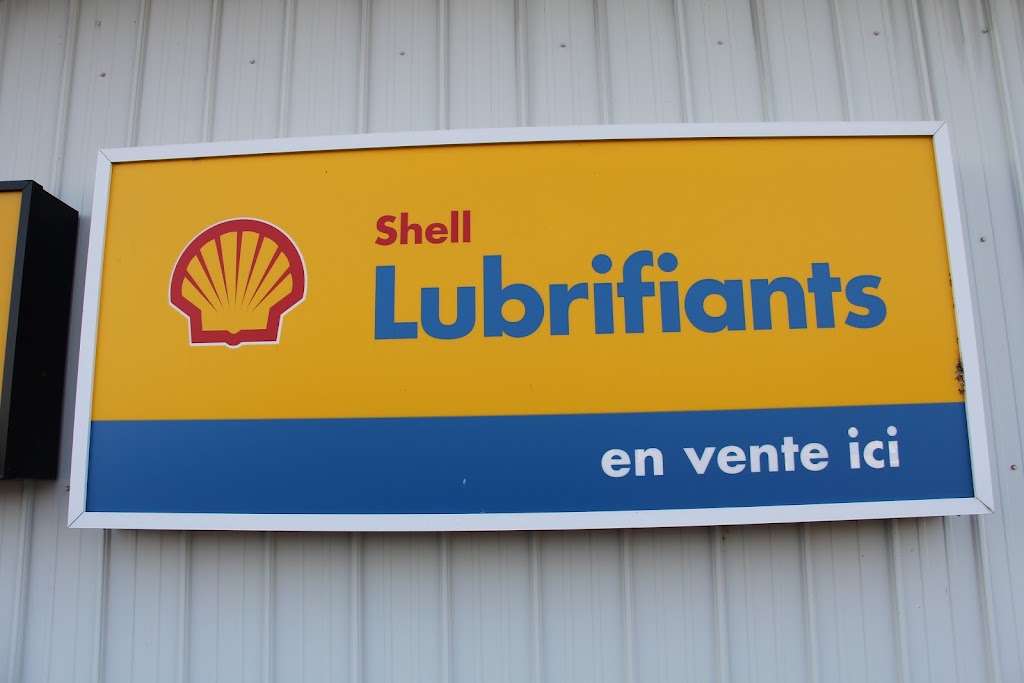 Shell
Lubrifiants
en vente ici